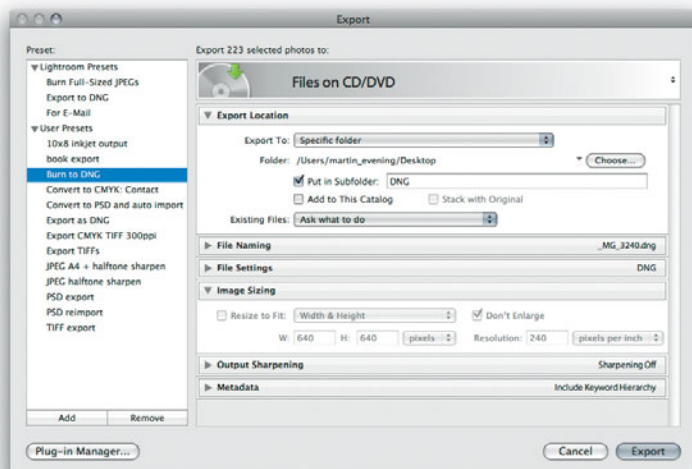 Export
Preset:
Lightroom Presets
Burn Full-Sized JPEGs
Export to DNG
For E-Mail
User Presets
10x8 inkjet output
book export
Burn to DNG
Convert to CMYK: Contact
Convert to PSD and auto import
Export as DNG
Export CMYK TIFF 300ppi
Export TIFFs
JPEG A4 + halftone sharpen
JPEG halftone sharpen
PSD export
PSD reimport
TIFF export
Add Remove
Export 223 selected photos to:
Files on CD/DVD
Export Location
Export To: Specific folder
Folder: /Users/martin_evening/Desktop Choose...
Put in Subfolder: DNG
Add to This Catalog Stack with Original
Existing Files: Ask what to do
File Naming _MG_3240.dng
File Settings DNG
Image Sizing
Resize to Fit: Width & Height Don't Enlarge
W: 640 H: 640 pixels Resolution: 240 pixels per inch
Output Sharpening Sharpening Off
Metadata Include Keyword Hierarchy
Plug-in Manager... Cancel Export